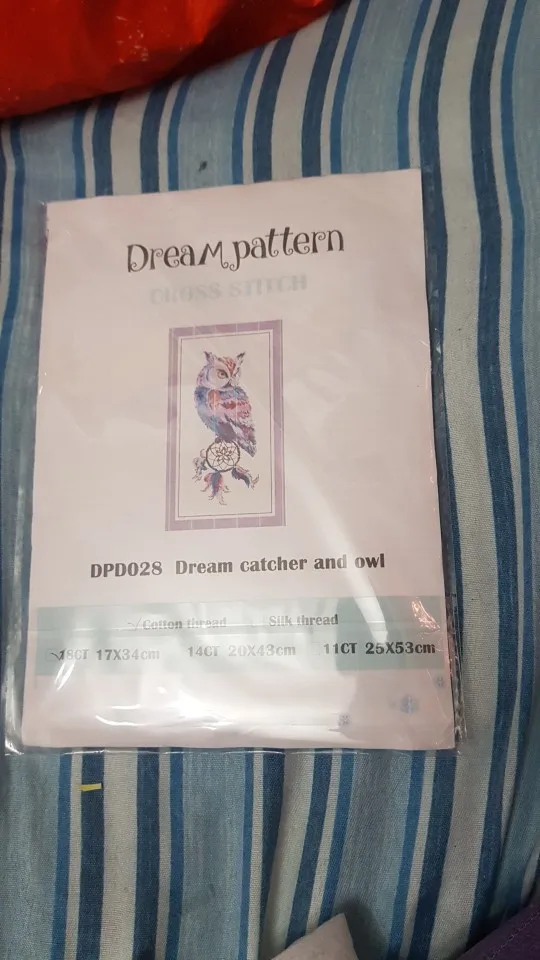 Dream pattern
CROSS STITCH
DPD028 Dream catcher and owl
Cotton thread Silk thread
18CT 17X34cm 14CT 20X43cm 11CT 25X53cm